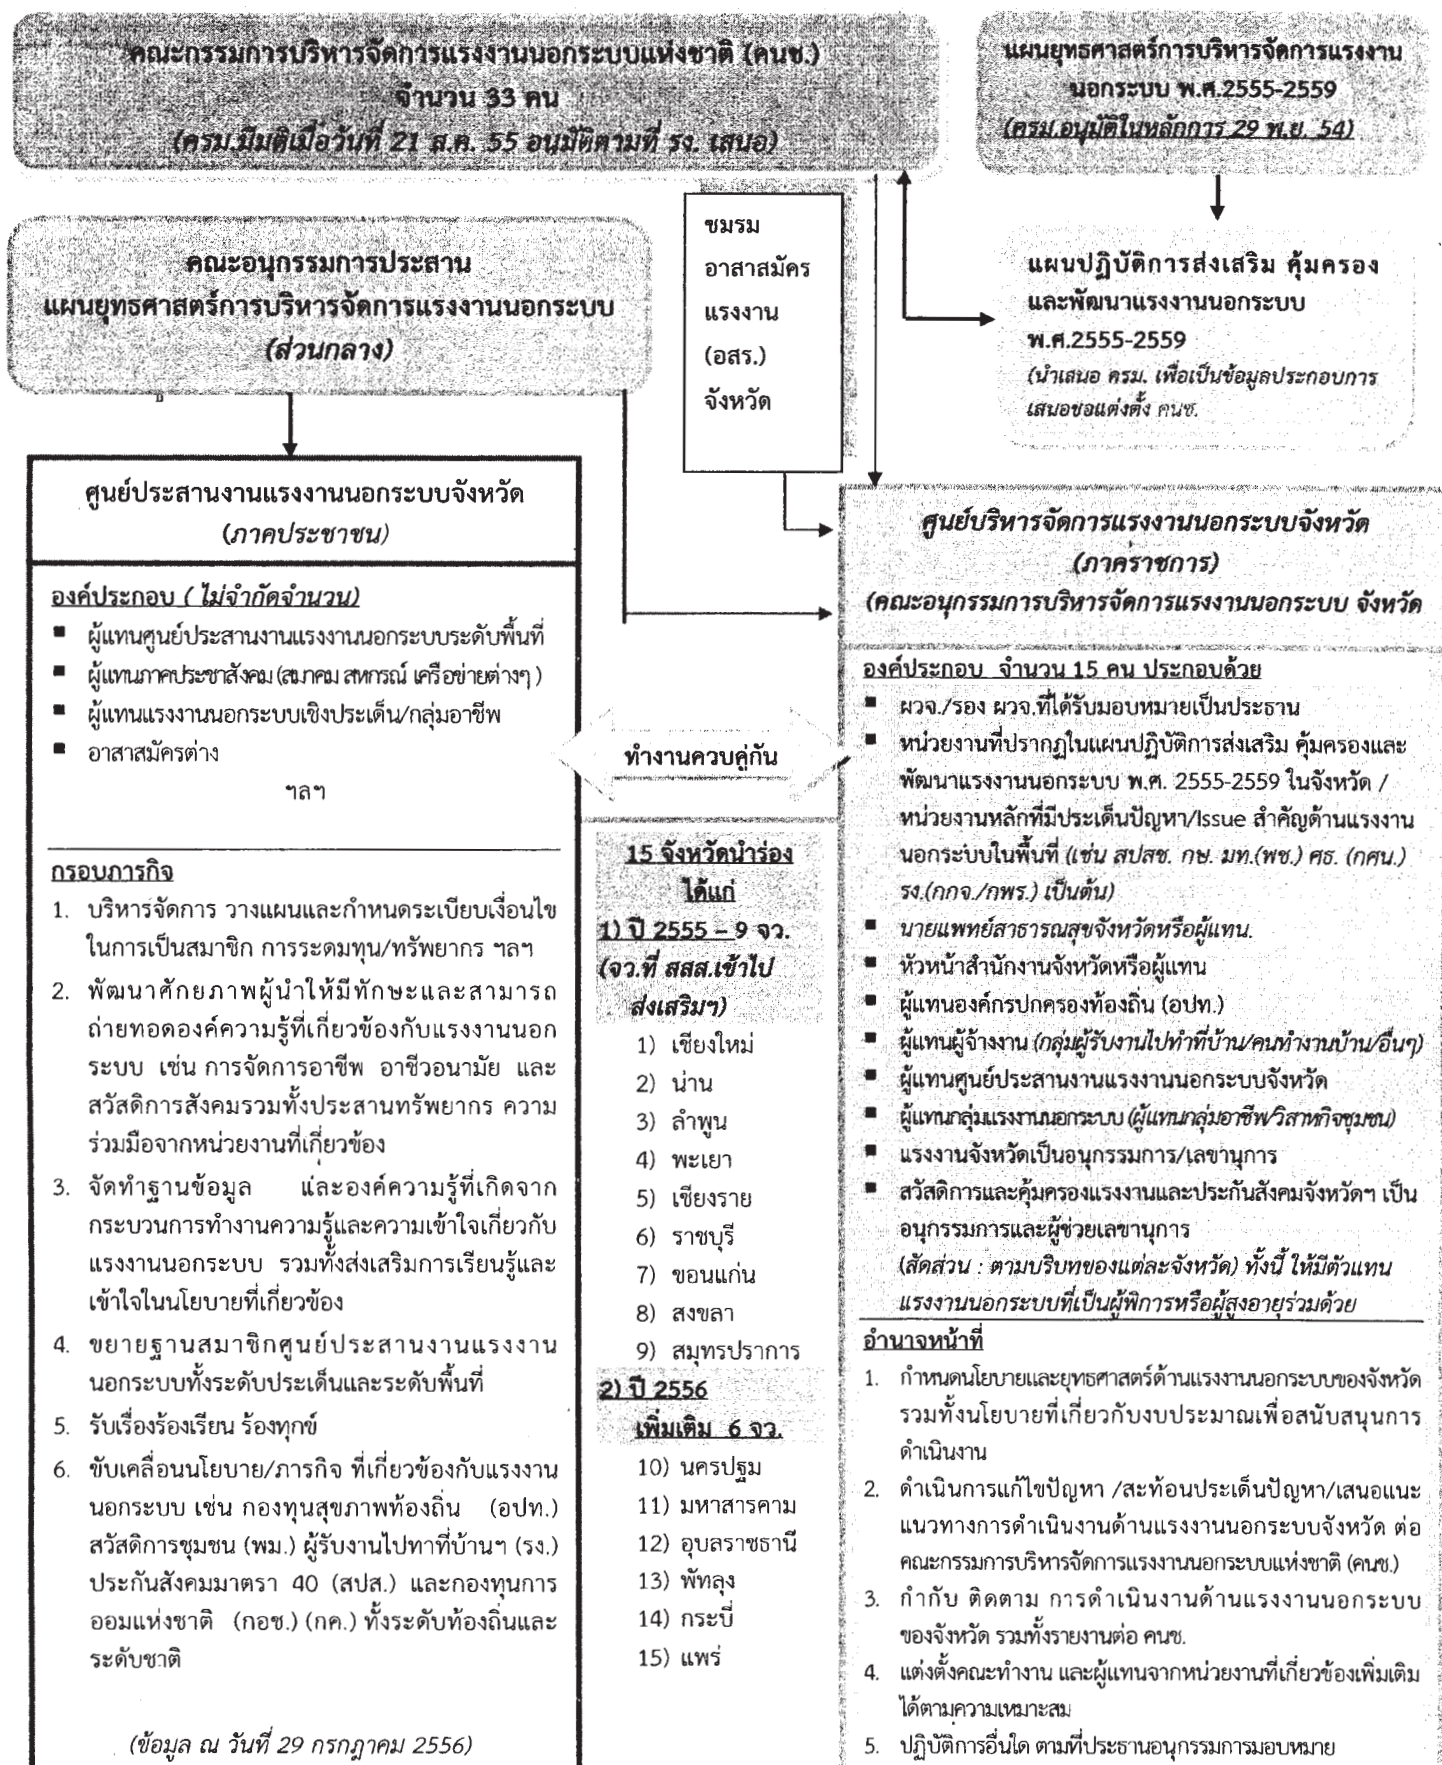 คณะกรรมการบริหารจัดการแรงงานนอกระบบแห่งชาติ (คนช.)
จำนวน 33 คน
(ครม.มีมติเมื่อวันที่ 21 ส.ค. 55 อนุมัติตามที่ รง. เสนอ)
แผนยุทธศาสตร์การบริหารจัดการแรงงาน
นอกระบบ พ.ศ.2555-2559
(ครม.อนุมัติในหลักการ 29 พ.ย. 54)
คณะอนุกรรมการประสาน
แผนยุทธศาสตร์การบริหารจัดการแรงงานนอกระบบ
(ส่วนกลาง)
ชมรม
อาสาสมัคร
แรงงาน
(อสร.)
จังหวัด
แผนปฏิบัติการส่งเสริม คุ้มครอง
และพัฒนาแรงงานนอกระบบ
พ.ศ.2555-2559
(นำเสนอ ครม. เพื่อเป็นข้อมูลประกอบการ
เสนอขอแต่งตั้ง คนช.
ศูนย์ประสานงานแรงงานนอกระบบจังหวัด
(ภาคประชาชน)
องค์ประกอบ ( ไม่จำกัดจำนวน)
■ ผู้แทนศูนย์ประสานงานแรงงานนอกระบบระดับพื้นที่
■ ผู้แทนภาคประชาสังคม (สมาคม สหกรณ์ เครือข่ายต่างๆ )
■ ผู้แทนแรงงานนอกระบบเชิงประเด็น/กลุ่มอาชีพ
■ อาสาสมัครต่าง
ฯลฯ
กรอบภารกิจ
1. บริหารจัดการ วางแผนและกำหนดระเบียบเงื่อนไข
ในการเป็นสมาชิก การระดมทุน/ทรัพยากร ฯลฯ
2. พัฒนาศักยภาพผู้นำให้มีทักษะและสามารถ
ถ่ายทอดองค์ความรู้ที่เกี่ยวข้องกับแรงงานนอก
ระบบ เช่น การจัดการอาชีพ อาชีวอนามัย และ
สวัสดิการสังคมรวมทั้งประสานทรัพยากร ความ
ร่วมมือจากหน่วยงานที่เกี่ยวข้อง
3. จัดทำฐานข้อมูล และองค์ความรู้ที่เกิดจาก
กระบวนการทำงานความรู้และความเข้าใจเกี่ยวกับ
แรงงานนอกระบบ รวมทั้งส่งเสริมการเรียนรู้และ
เข้าใจในนโยบายที่เกี่ยวข้อง
4. ขยายฐานสมาชิกศูนย์ประสานงานแรงงาน
นอกระบบทั้งระดับประเด็นและระดับพื้นที่
5. รับเรื่องร้องเรียน ร้องทุกข์
6. ขับเคลื่อนนโยบาย/ภารกิจ ที่เกี่ยวข้องกับแรงงาน
นอกระบบ เช่น กองทุนสุขภาพท้องถิ่น (อปท.)
สวัสดิการชุมชน (พม.) ผู้รับงานไปทาที่บ้านฯ (รง.)
ประกันสังคมมาตรา 40 (สปส.) และกองทุนการ
ออมแห่งชาติ (กอช.) (กค.) ทั้งระดับท้องถิ่นและ
ระดับชาติ
(ข้อมูล ณ วันที่ 29 กรกฎาคม 2556)
ทำงานควบคู่กัน
15 จังหวัดนำร่อง
ได้แก่
1) ปี 2555 – 9 จว.
(จว.ที่ สสส.เข้าไป
ส่งเสริมฯ)
1) เชียงใหม่
2) น่าน
3) ลำพูน
4) พะเยา
5) เชียงราย
6) ราชบุรี
7) ขอนแก่น
8) สงขลา
9) สมุทรปราการ
2) ปี 2556
เพิ่มเติม 6 จว.
10) นครปฐม
11) มหาสารคาม
12) อุบลราชธานี
13) พัทลุง
14) กระบี่
15) แพร่
ศูนย์บริหารจัดการแรงงานนอกระบบจังหวัด
(ภาคราชการ)
(คณะอนุกรรมการบริหารจัดการแรงงานนอกระบบ จังหวัด
องค์ประกอบ จำนวน 15 คน ประกอบด้วย
■ ผวจ./รอง ผวจ.ที่ได้รับมอบหมายเป็นประธาน
■ หน่วยงานที่ปรากฏในแผนปฏิบัติการส่งเสริม คุ้มครองและ
พัฒนาแรงงานนอกระบบ พ.ศ. 2555-2559 ในจังหวัด /
หน่วยงานหลักที่มีประเด็นปัญหา/Issue สำคัญด้านแรงงาน
นอกระบบในพื้นที่ (เช่น สปสช. กษ. มท.(พช.) ศธ. (กศน.)
รง.(กกจ./กพร.) เป็นต้น)
■ นายแพทย์สาธารณสุขจังหวัดหรือผู้แทน.
■ หัวหน้าสำนักงานจังหวัดหรือผู้แทน
■ ผู้แทนองค์กรปกครองท้องถิ่น (อปท.)
■ ผู้แทนผู้จ้างงาน (กลุ่มผู้รับงานไปทำที่บ้าน/คนทำงานบ้าน/อื่นๆ)
■ ผู้แทนศูนย์ประสานงานแรงงานนอกระบบจังหวัด
■ ผู้แทนกลุ่มแรงงานนอกระบบ (ผู้แทนกลุ่มอาชีพ/วิสาหกิจชุมชน)
■ แรงงานจังหวัดเป็นอนุกรรมการ/เลขานุการ
■ สวัสดิการและคุ้มครองแรงงานและประกันสังคมจังหวัดฯ เป็น
อนุกรรมการและผู้ช่วยเลขานุการ
(สัดส่วน : ตามบริบทของแต่ละจังหวัด) ทั้งนี้ ให้มีตัวแทน
แรงงานนอกระบบที่เป็นผู้พิการหรือผู้สูงอายุร่วมด้วย
อำนาจหน้าที่
1. กำหนดนโยบายและยุทธศาสตร์ด้านแรงงานนอกระบบของจังหวัด
รวมทั้งนโยบายที่เกี่ยวกับงบประมาณเพื่อสนับสนุนการ
ดำเนินงาน
2. ดำเนินการแก้ไขปัญหา /สะท้อนประเด็นปัญหา/เสนอแนะ
แนวทางการดำเนินงานด้านแรงงานนอกระบบจังหวัด ต่อ
คณะกรรมการบริหารจัดการแรงงานนอกระบบแห่งชาติ (คนช.)
3. กำกับ ติดตาม การดำเนินงานด้านแรงงานนอกระบบ
ของจังหวัด รวมทั้งรายงานต่อ คนช.
4. แต่งตั้งคณะทำงาน และผู้แทนจากหน่วยงานที่เกี่ยวข้องเพิ่มเติม
ได้ตามความเหมาะสม
5. ปฏิบัติการอื่นใด ตามที่ประธานอนุกรรมการมอบหมาย